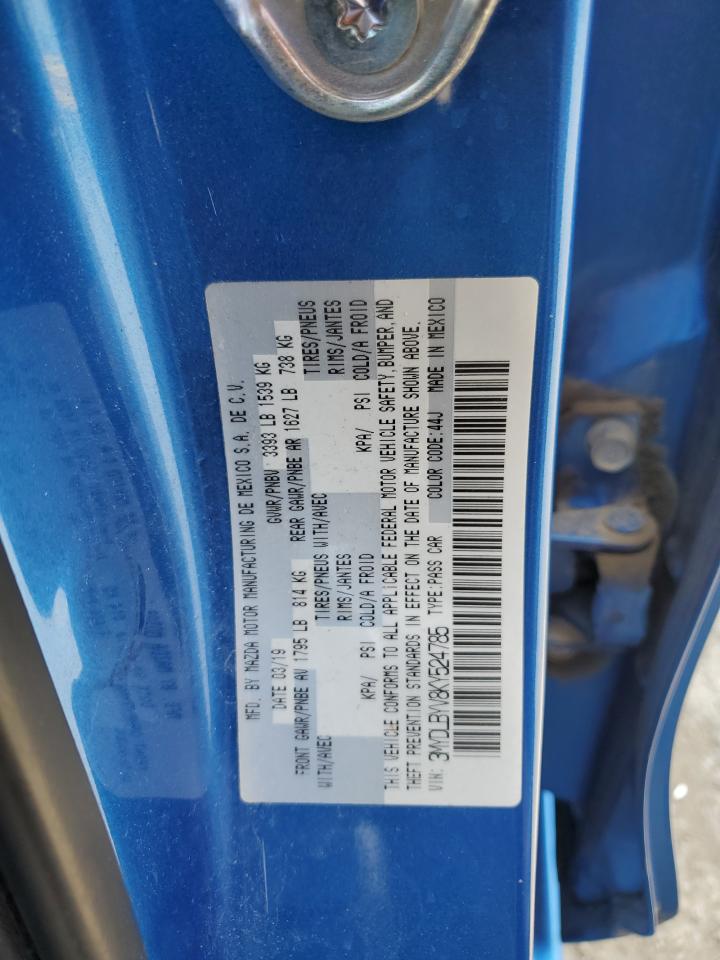 MFD. BY MAZDA MOTOR MANUFACTURING DE MEXICO S.A. DE C.V.
DATE 03/19 GVWR/PNBV 3393 LB 1539 KG
FRONT GAWR/PNBE AV 1795 LB 814 KG REAR GAWR/PNBE AR 1627 LB 738 KG
WITH/AVEC TIRES/PNEUS WITH/AVEC TIRES/PNEUS
RIMS/JANTES RIMS/JANTES
KPA/ PSI COLD/A FROID KPA/ PSI COLD/A FROID
THIS VEHICLE CONFORMS TO ALL APPLICABLE FEDERAL MOTOR VEHICLE SAFETY, BUMPER, AND
THEFT PREVENTION STANDARDS IN EFFECT ON THE DATE OF MANUFACTURE SHOWN ABOVE.
VIN: 3MYDLBYV8KY524785 TYPE:PASS CAR COLOR CODE:44J MADE IN MEXICO